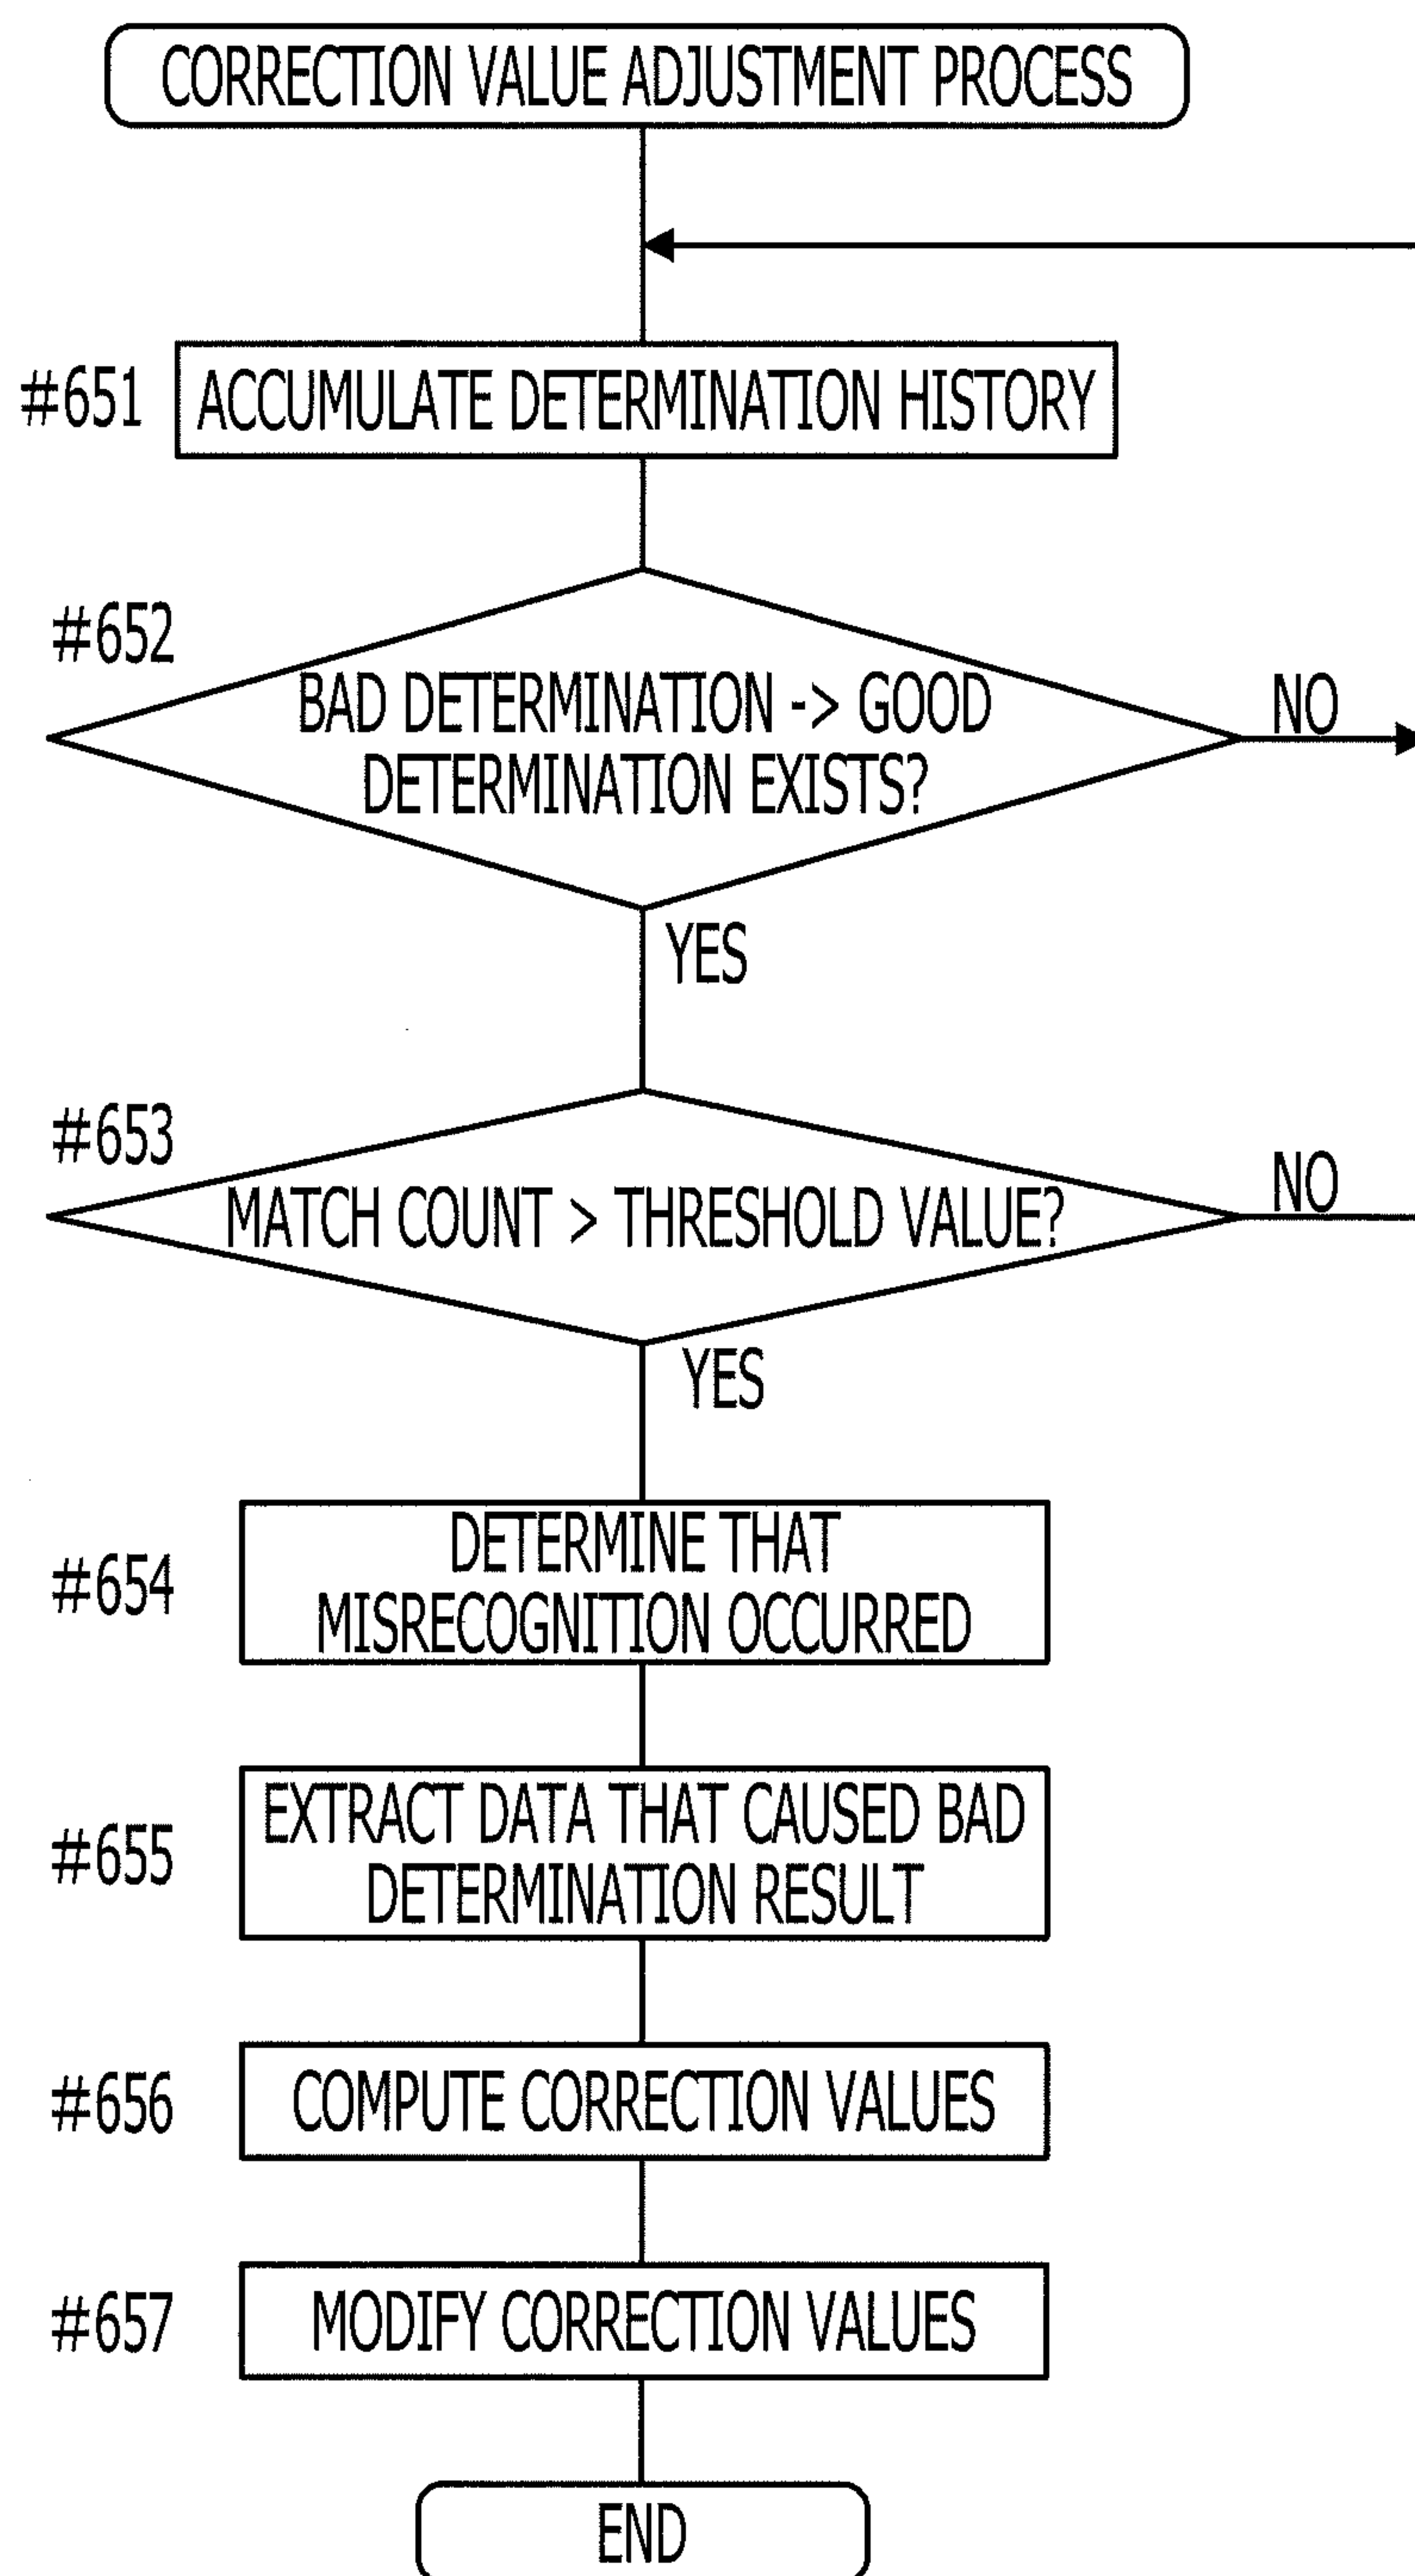 CORRECTION VALUE ADJUSTMENT PROCESS
#651
ACCUMULATE DETERMINATION HISTORY
#652
BAD DETERMINATION -> GOOD
DETERMINATION EXISTS?
NO
YES
#653
MATCH COUNT > THRESHOLD VALUE?
NO
YES
#654
DETERMINE THAT
MISRECOGNITION OCCURRED
#655
EXTRACT DATA THAT CAUSED BAD
DETERMINATION RESULT
#656
COMPUTE CORRECTION VALUES
#657
MODIFY CORRECTION VALUES
END